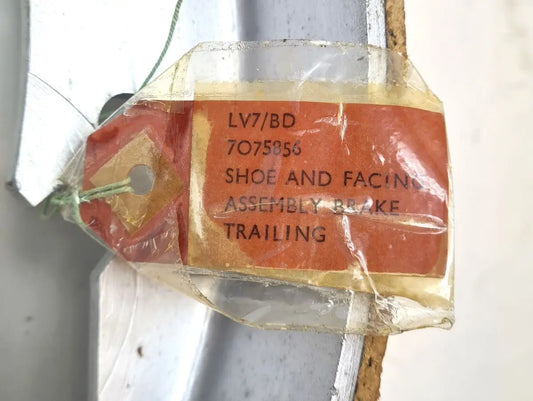 LV7/BD
7075856
SHOE AND FACING
ASSEMBLY BRAKE
TRAILING